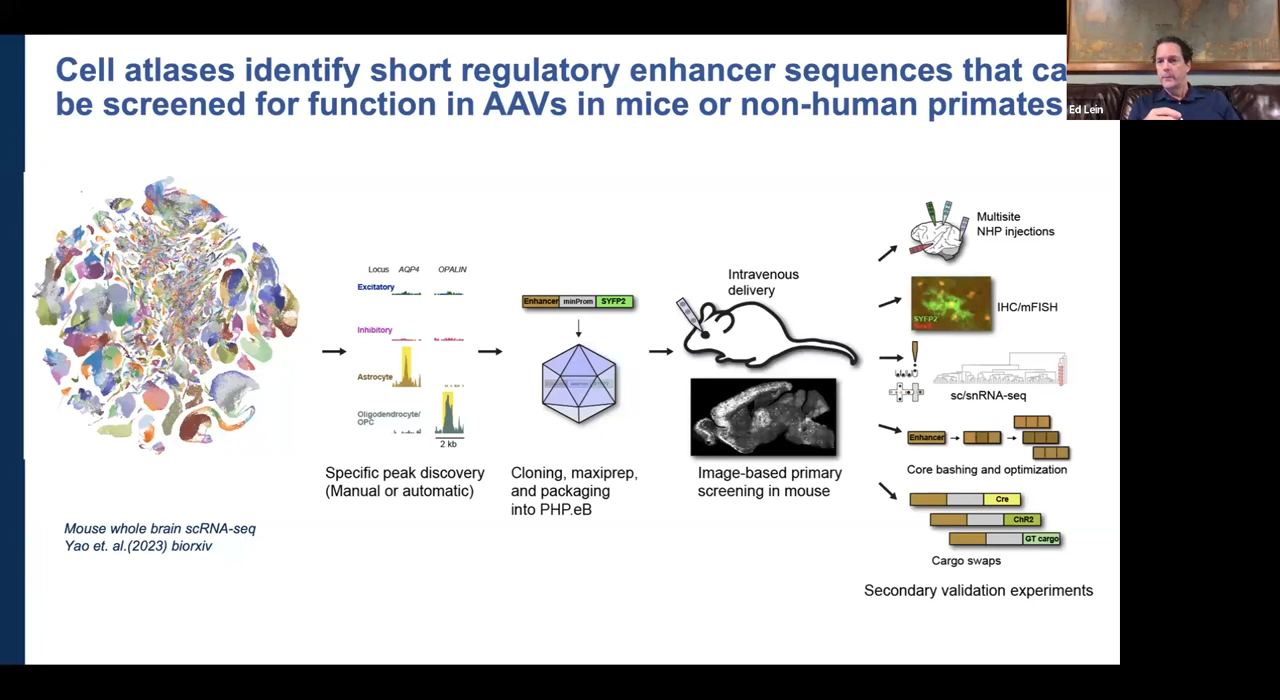 Cell atlases identify short regulatory enhancer sequences that ca
be screened for function in AAVs in mice or non-human primates
Ed Lein
Locus AQP4 OPALIN
Excitatory
Inhibitory
Astrocyte
Oligodendrocyte/
OPC
2 kb
Specific peak discovery
(Manual or automatic)
Enhancer minProm SYFP2
Cloning, maxiprep,
and packaging
into PHP.eB
Intravenous
delivery
Image-based primary
screening in mouse
Multisite
NHP injections
SYFP2
IHC/mFISH
sc/snRNA-seq
Enhancer
Core bashing and optimization
Cre
ChR2
GT cargo
Cargo swaps
Secondary validation experiments
Mouse whole brain scRNA-seq
Yao et. al.(2023) biorxiv